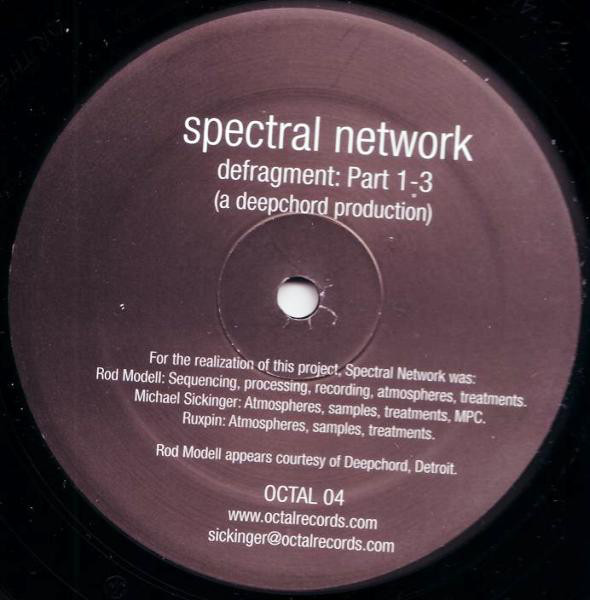 spectral network
defragment: Part 1-3
(a deepchord production)
For the realization of this project, Spectral Network was:
Rod Modell: Sequencing, processing, recording, atmospheres, treatments.
Michael Sickinger: Atmospheres, samples, treatments, MPC.
Ruxpin: Atmospheres, samples, treatments.
Rod Modell appears courtesy of Deepchord, Detroit.
OCTAL 04
www.octalrecords.com
sickinger@octalrecords.com